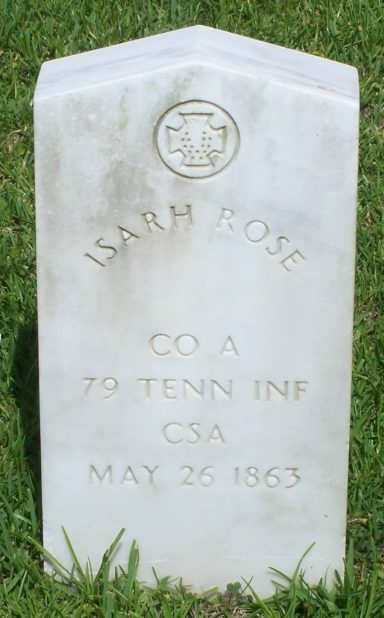 ISARH ROSE
CO A
79 TENN INF
CSA
MAY 26 1863